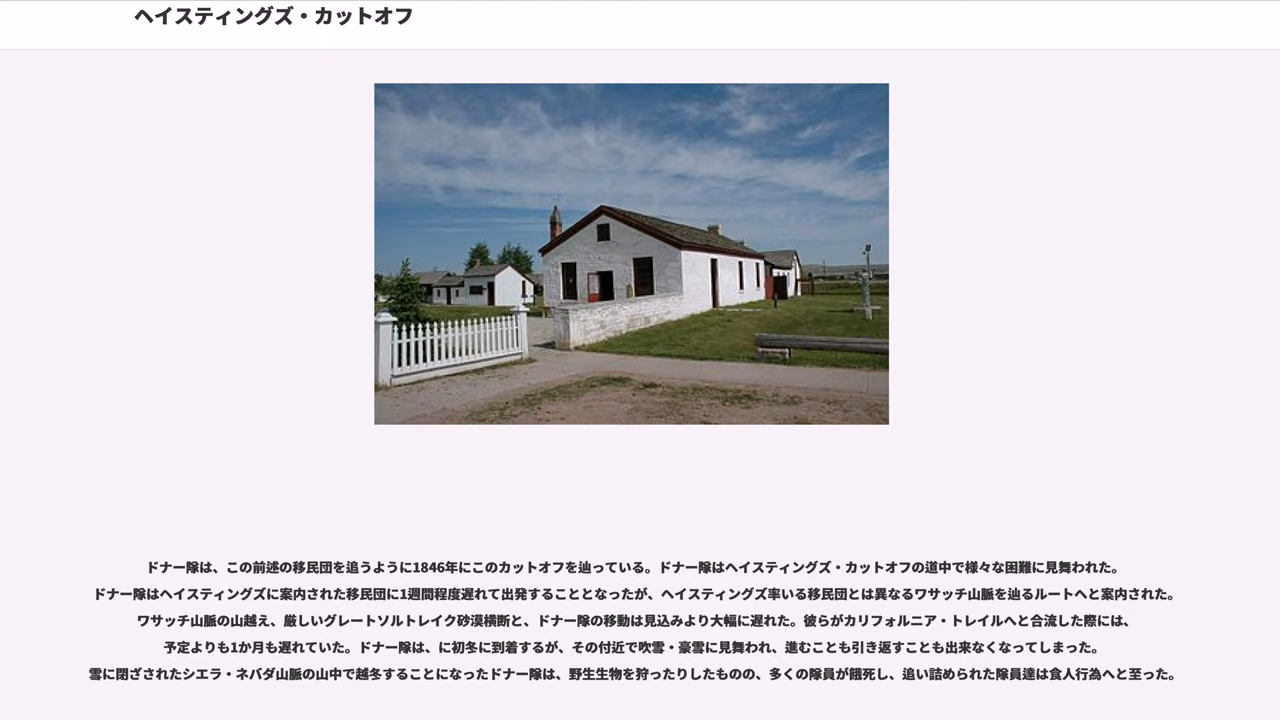 ヘイスティングズ・カットオフ
ドナー隊は、この前述の移民団を追うように1846年にこのカットオフを辿っている。ドナー隊はヘイスティングズ・カットオフの道中で様々な困難に見舞われた。
ドナー隊はヘイスティングズに案内された移民団に1週間程度遅れて出発することとなったが、ヘイスティングズ率いる移民団とは異なるワサッチ山脈を辿るルートへと案内された。
ワサッチ山脈の山越え、厳しいグレートソルトレイク砂漠横断と、ドナー隊の移動は見込みより大幅に遅れた。彼らがカリフォルニア・トレイルへと合流した際には、
予定よりも1か月も遅れていた。ドナー隊は、に初冬に到着するが、その付近で吹雪・豪雪に見舞われ、進むことも引き返すことも出来なくなってしまった。
雪に閉ざされたシエラ・ネバダ山脈の山中で越冬することになったドナー隊は、野生生物を狩ったりしたものの、多くの隊員が餓死し、追い詰められた隊員達は食人行為へと至った。